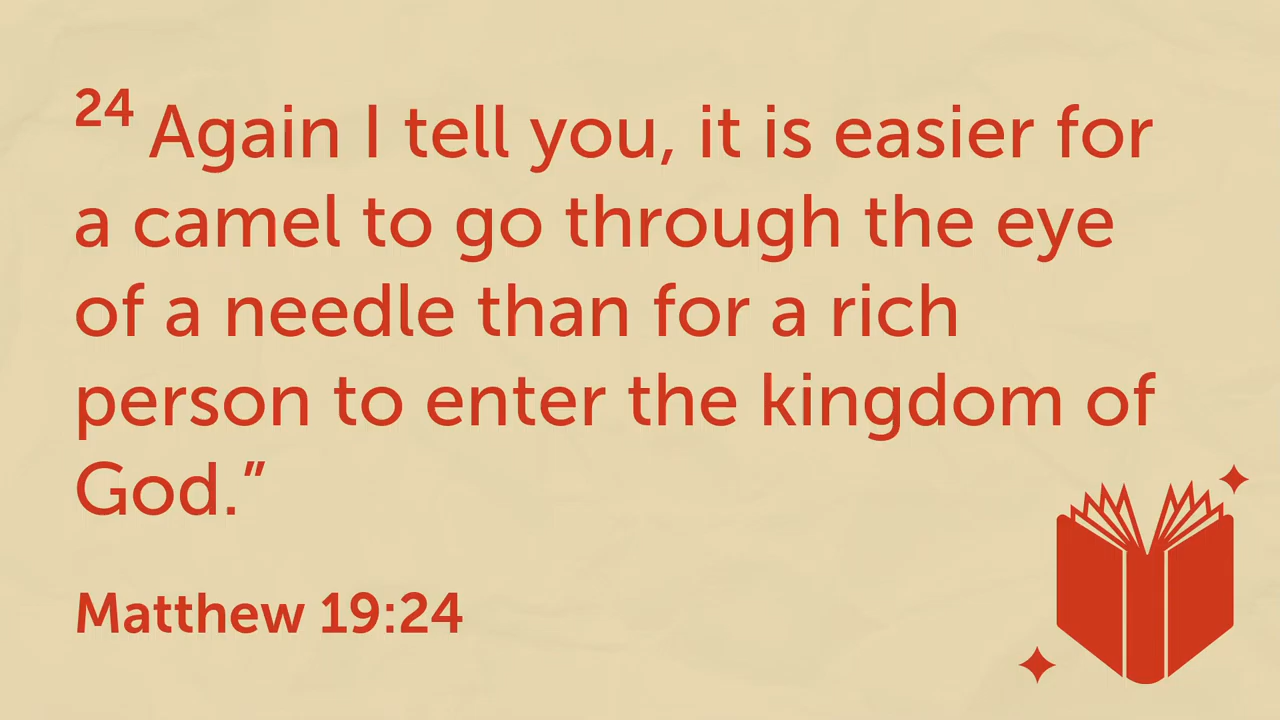 24 Again I tell you, it is easier for
a camel to go through the eye
of a needle than for a rich
person to enter the kingdom of
God.”
Matthew 19:24